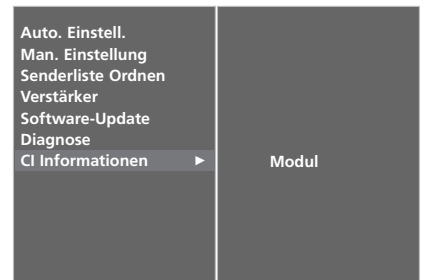 Auto. Einstell.
Man. Einstellung
Senderliste Ordnen
Verstärker
Software-Update
Diagnose
CI Informationen ►
Modul